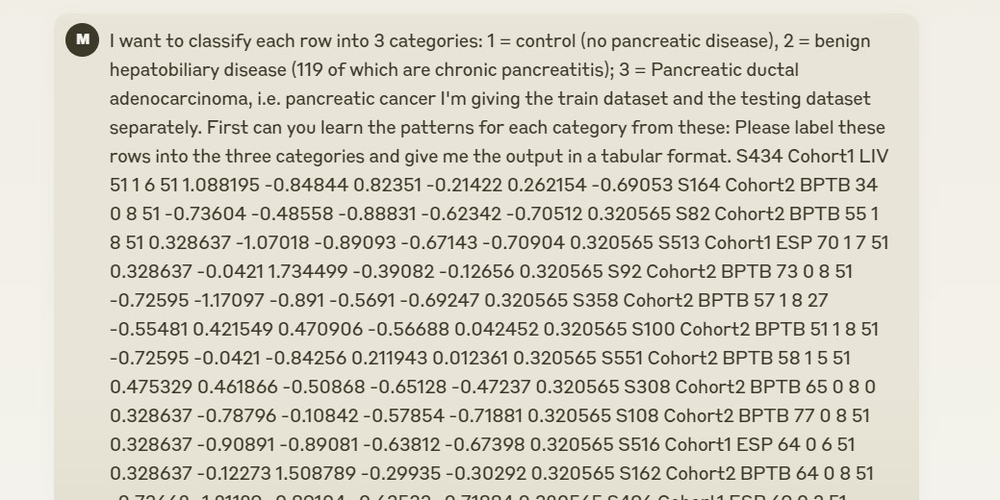 M
I want to classify each row into 3 categories: 1 = control (no pancreatic disease), 2 = benign
hepatobiliary disease (119 of which are chronic pancreatitis); 3 = Pancreatic ductal
adenocarcinoma, i.e. pancreatic cancer I'm giving the train dataset and the testing dataset
separately. First can you learn the patterns for each category from these: Please label these
rows into the three categories and give me the output in a tabular format. S434 Cohort1 LIV
51 1 6 51 1.088195 -0.84844 0.82351 -0.21422 0.262154 -0.69053 S164 Cohort2 BPTB 34
0 8 51 -0.73604 -0.48558 -0.88831 -0.62342 -0.70512 0.320565 S82 Cohort2 BPTB 55 1
8 51 0.328637 -1.07018 -0.89093 -0.67143 -0.70904 0.320565 S513 Cohort1 ESP 70 1 7 51
0.328637 -0.0421 1.734499 -0.39082 -0.12656 0.320565 S92 Cohort2 BPTB 73 0 8 51
-0.72595 -1.17097 -0.891 -0.5691 -0.69247 0.320565 S358 Cohort2 BPTB 57 1 8 27
-0.55481 0.421549 0.470906 -0.56688 0.042452 0.320565 S100 Cohort2 BPTB 51 1 8 51
-0.72595 -0.0421 -0.84256 0.211943 0.012361 0.320565 S551 Cohort2 BPTB 58 1 5 51
0.475329 0.461866 -0.50868 -0.65128 -0.47237 0.320565 S308 Cohort2 BPTB 65 0 8 0
0.328637 -0.78796 -0.10842 -0.57854 -0.71881 0.320565 S108 Cohort2 BPTB 77 0 8 51
0.328637 -0.90891 -0.89081 -0.63812 -0.67398 0.320565 S516 Cohort1 ESP 64 0 6 51
0.328637 -0.12273 1.508789 -0.29935 -0.30292 0.320565 S162 Cohort2 BPTB 64 0 8 51